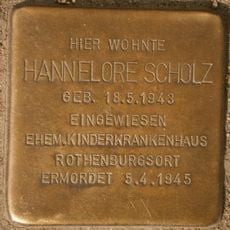 HIER WOHNTE
HANNELORE SCHOLZ
GEB. 18.5.1943
EINGEWIESEN
EHEM.KINDERKRANKENHAUS
ROTHENBURGSORT
ERMORDET 5.4.1945